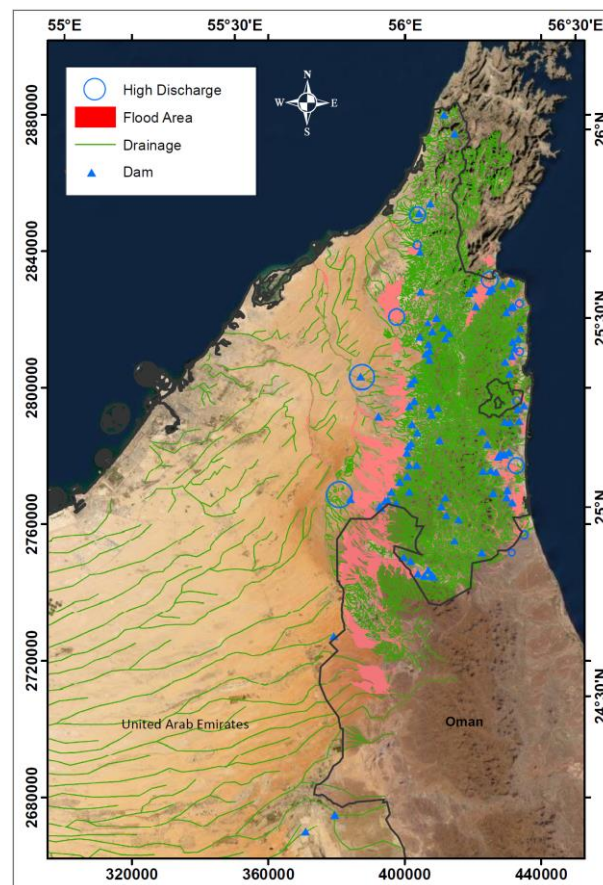 55°E 55°30'E 56°E 56°30'E
High Discharge
Flood Area
Drainage
Dam
N
W E
S
2880000
2840000
2800000
2760000
2720000
2680000
26°N
25°30'N
25°N
24°30'N
United Arab Emirates
Oman
320000 360000 400000 440000